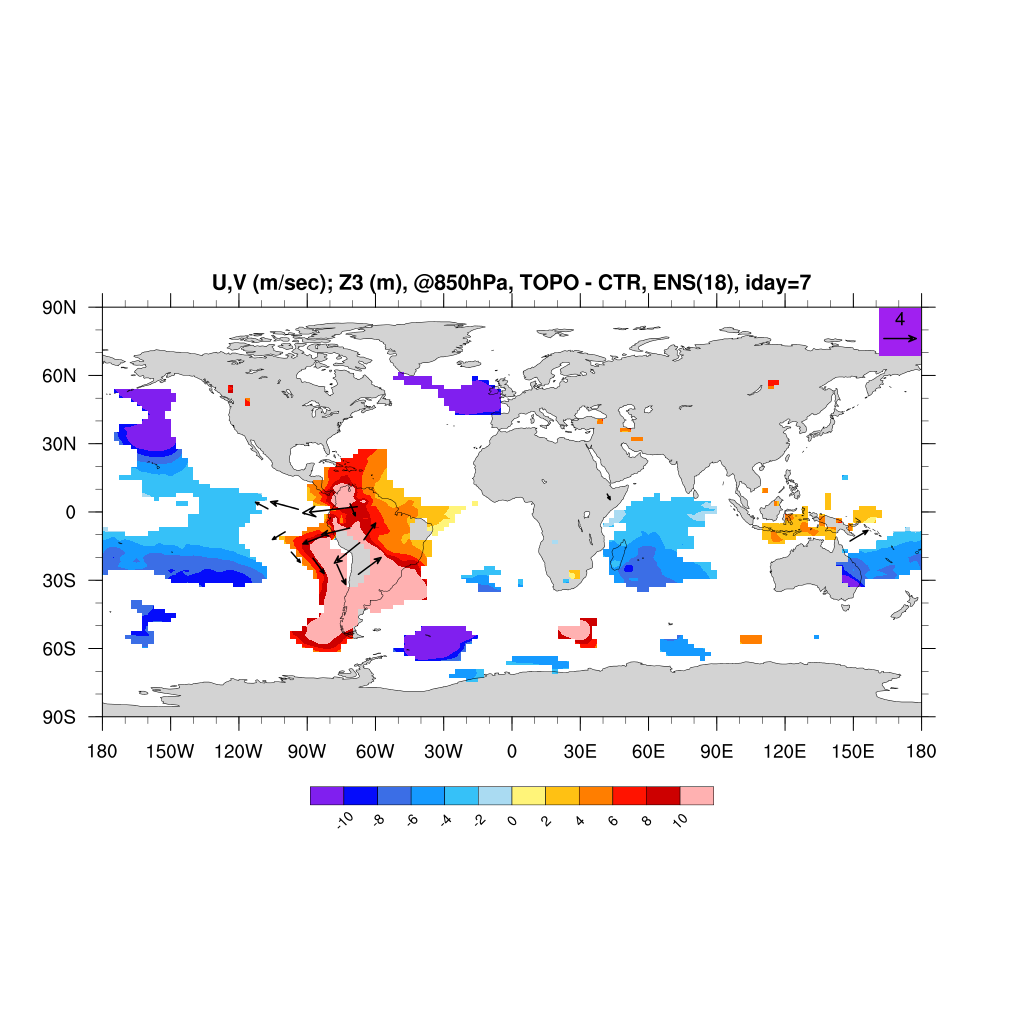 U,V (m/sec); Z3 (m), @850hPa, TOPO - CTR, ENS(18), iday=7
4
90N
60N
30N
0
30S
60S
90S
180 150W 120W 90W 60W 30W 0 30E 60E 90E 120E 150E 180
-10 -8 -6 -4 -2 0 2 4 6 8 10